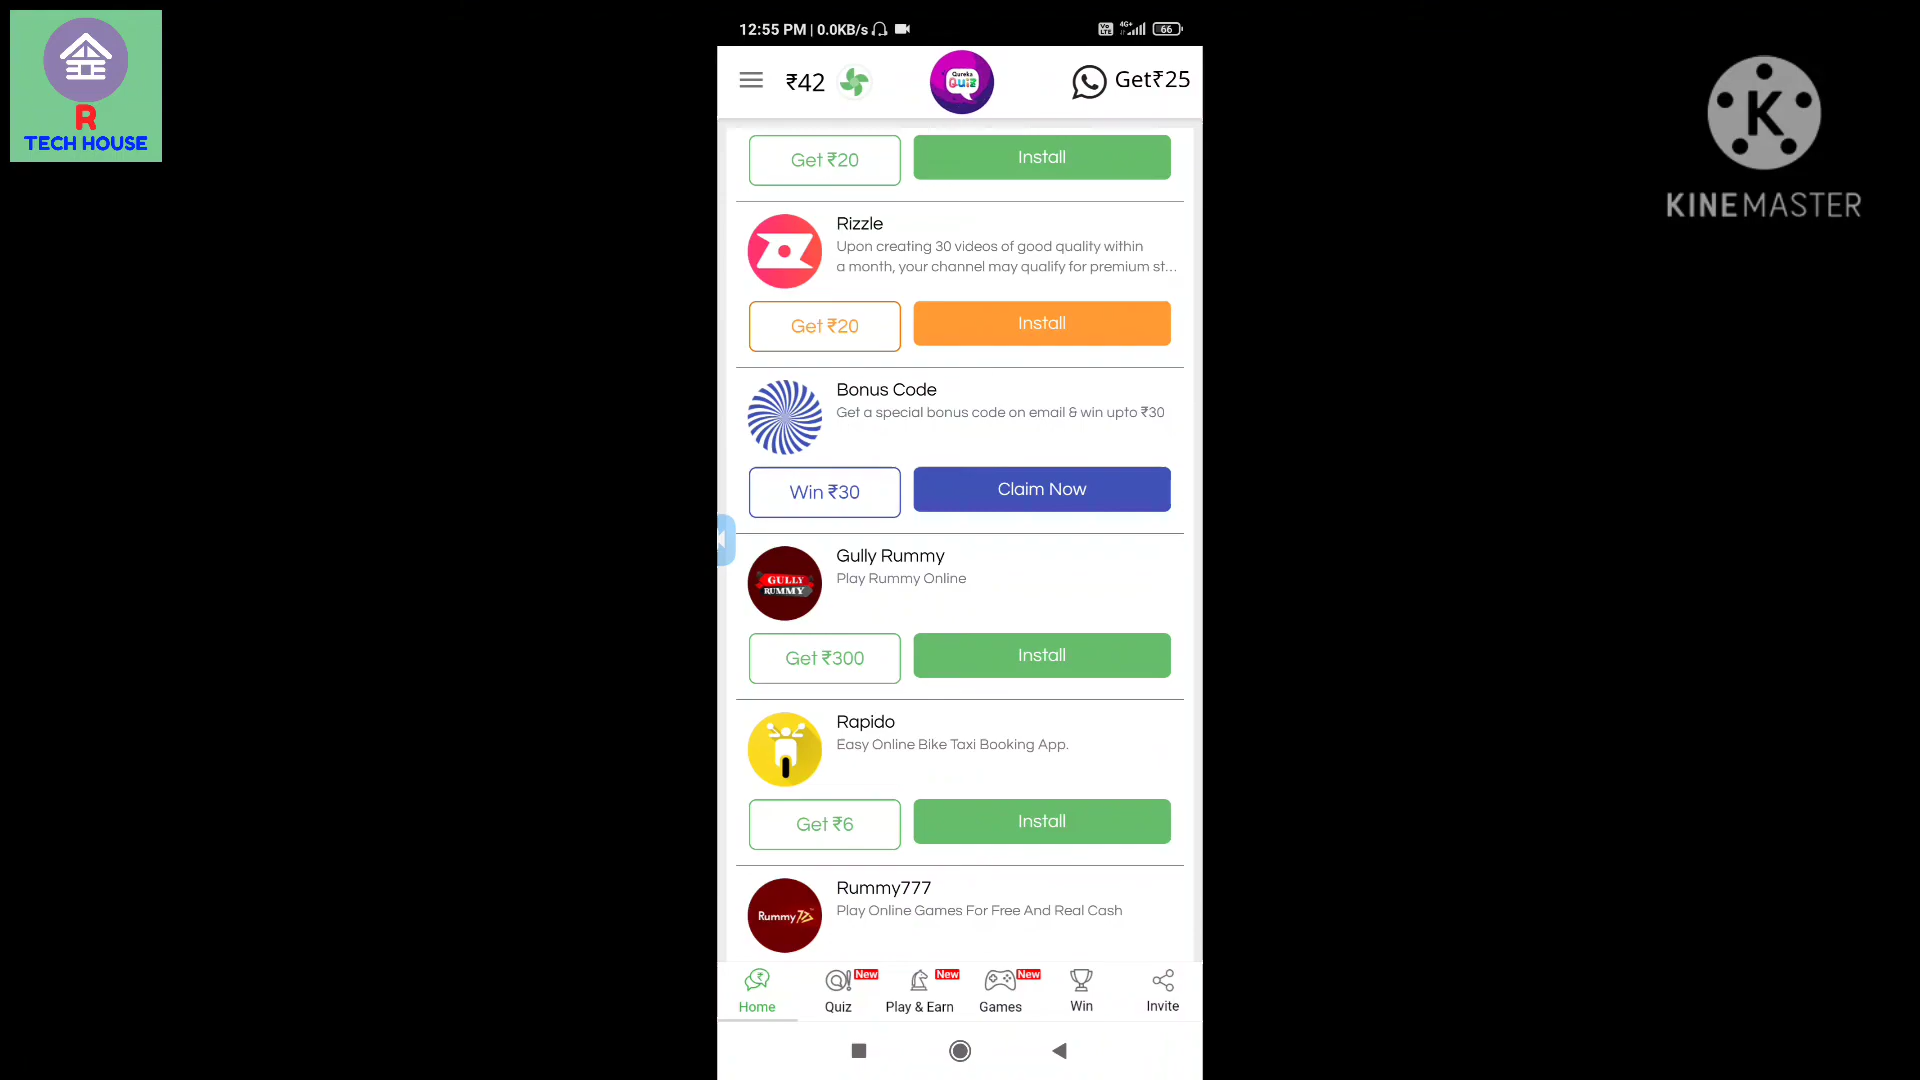 R
TECH HOUSE
12:55 PM | 0.0KB/s
Vo
LTE
4G+
66
₹42
Qureka
Quiz
Get₹25
K
KINEMASTER
Get ₹20
Install
Rizzle
Upon creating 30 videos of good quality within
a month, your channel may qualify for premium st...
Get ₹20
Install
Bonus Code
Get a special bonus code on email & win upto ₹30
Win ₹30
Claim Now
GULLY
RUMMY
Gully Rummy
Play Rummy Online
Get ₹300
Install
Rapido
Easy Online Bike Taxi Booking App.
Get ₹6
Install
Rummy777
Rummy777
Play Online Games For Free And Real Cash
New
New
New
Home
Quiz
Play & Earn
Games
Win
Invite